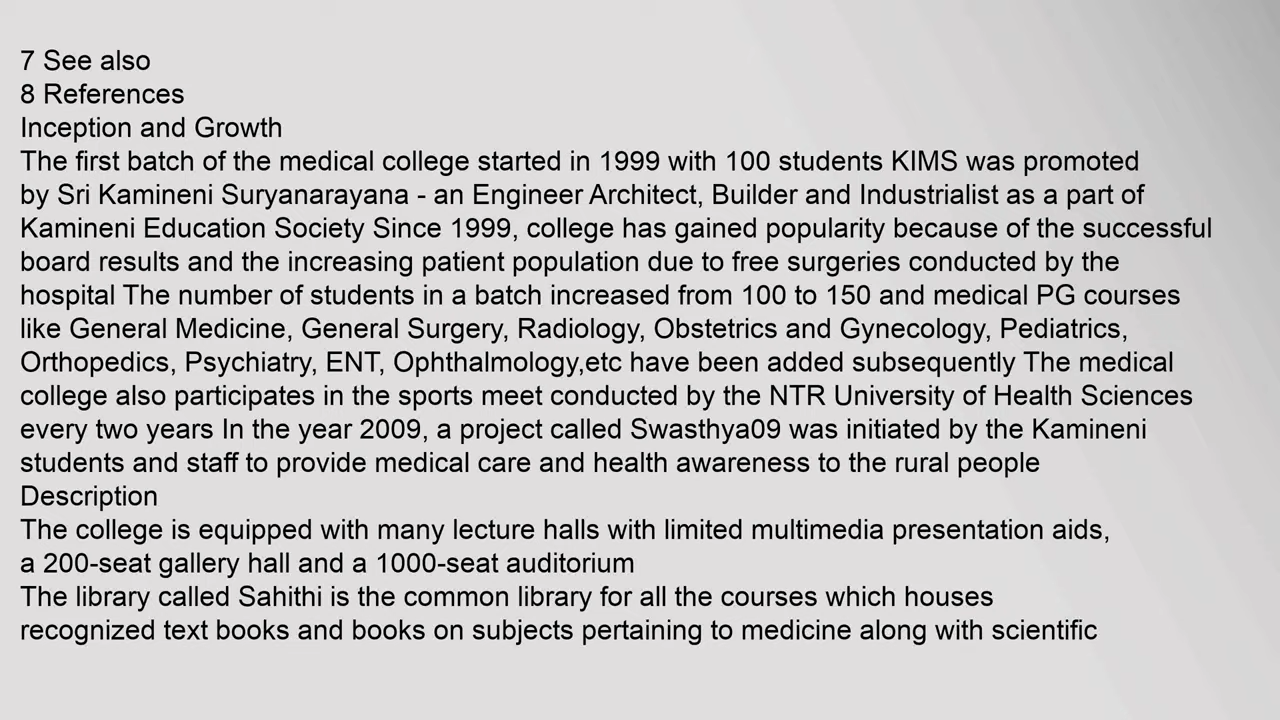 7 See also
8 References
Inception and Growth
The first batch of the medical college started in 1999 with 100 students KIMS was promoted
by Sri Kamineni Suryanarayana - an Engineer Architect, Builder and Industrialist as a part of
Kamineni Education Society Since 1999, college has gained popularity because of the successful
board results and the increasing patient population due to free surgeries conducted by the
hospital The number of students in a batch increased from 100 to 150 and medical PG courses
like General Medicine, General Surgery, Radiology, Obstetrics and Gynecology, Pediatrics,
Orthopedics, Psychiatry, ENT, Ophthalmology,etc have been added subsequently The medical
college also participates in the sports meet conducted by the NTR University of Health Sciences
every two years In the year 2009, a project called Swasthya09 was initiated by the Kamineni
students and staff to provide medical care and health awareness to the rural people
Description
The college is equipped with many lecture halls with limited multimedia presentation aids,
a 200-seat gallery hall and a 1000-seat auditorium
The library called Sahithi is the common library for all the courses which houses
recognized text books and books on subjects pertaining to medicine along with scientific